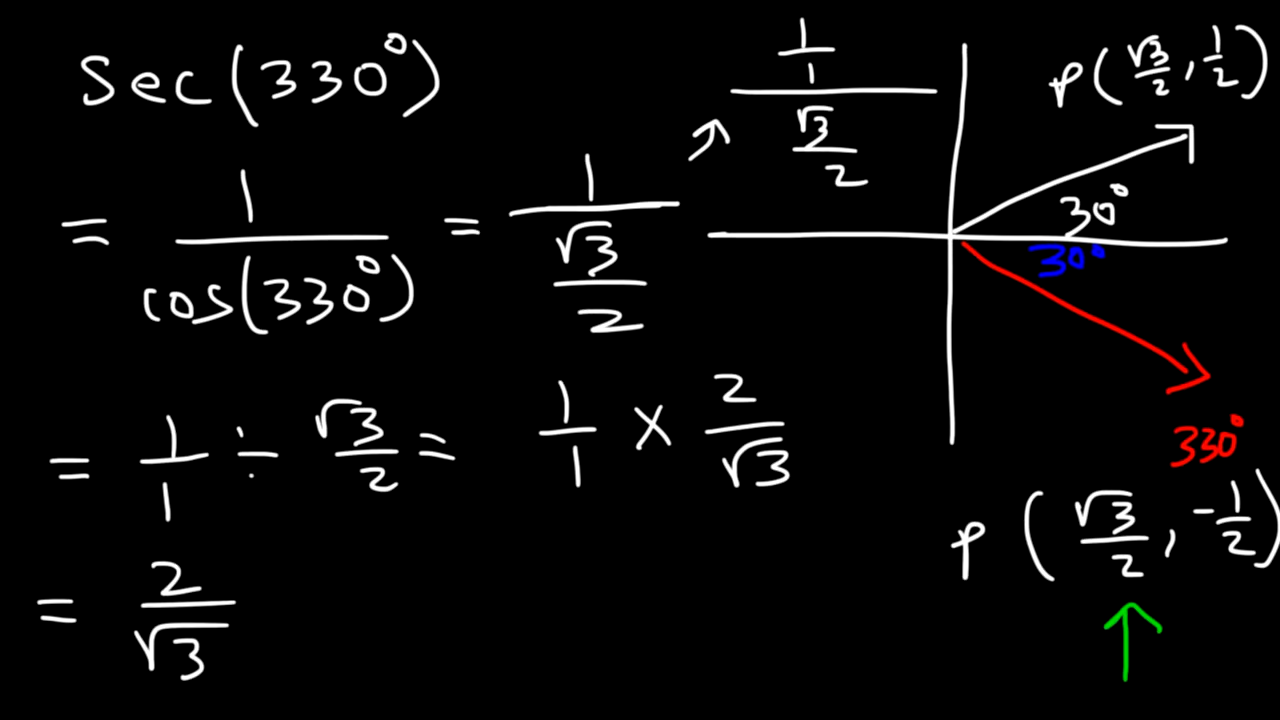 sec(330°)
= 1/cos(330°) = 1/(√3/2) ↗ (1/1)/(√3/2)
= 1/1 ÷ √3/2 = 1/1 × 2/√3
= 2/√3
P(√3/2, 1/2)
30°
30°
330°
P(√3/2, -1/2)